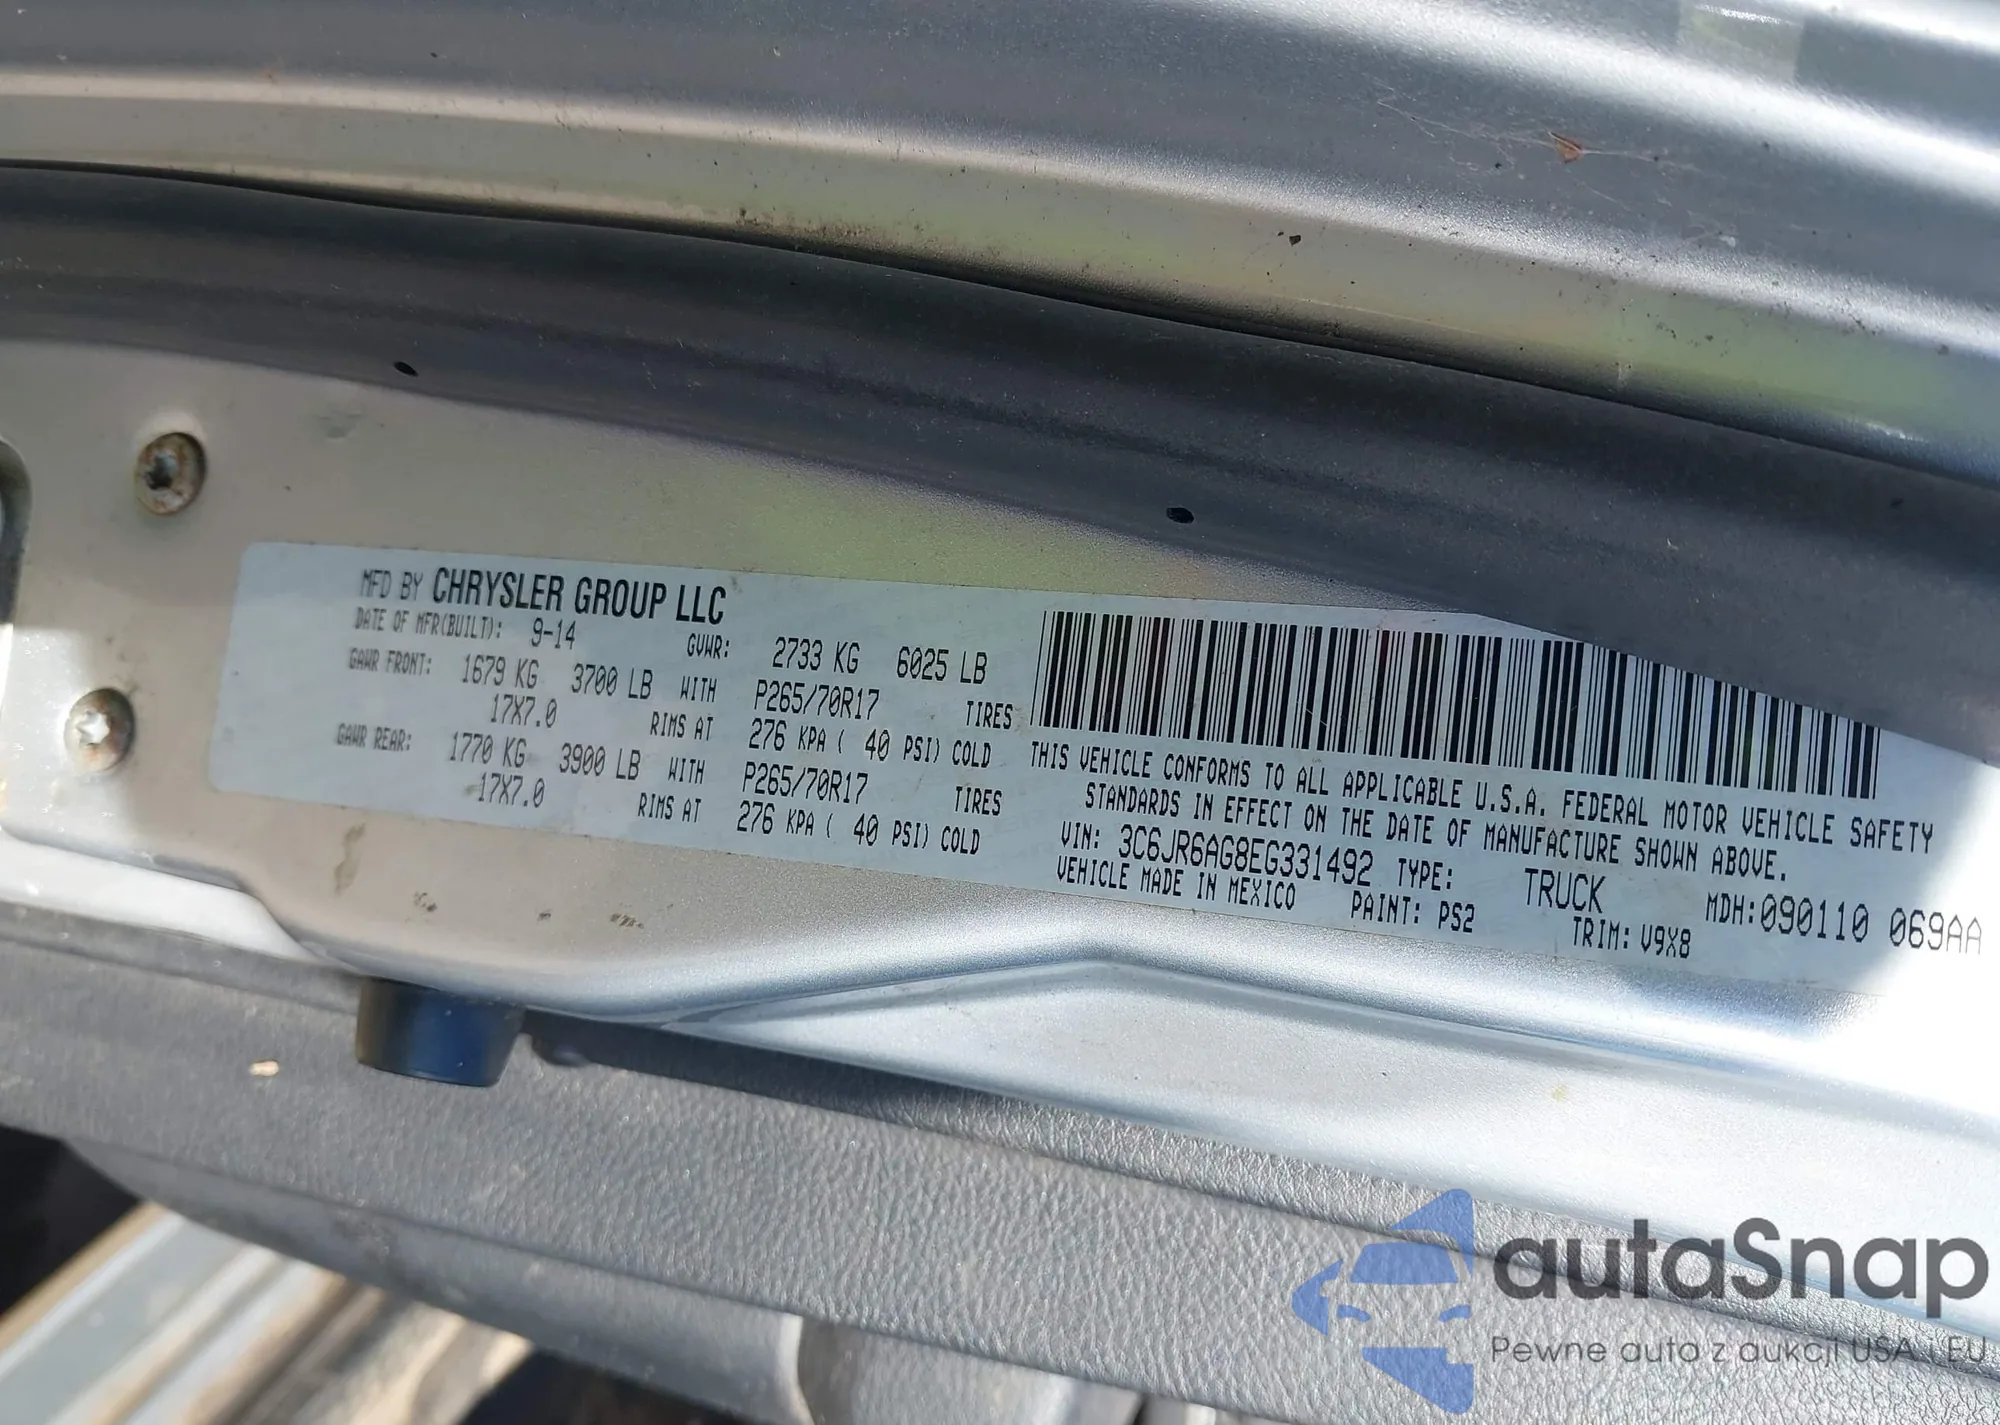 MFD BY CHRYSLER GROUP LLC
DATE OF MFR(BUILT): 9-14 GVWR: 2733 KG 6025 LB
GAWR FRONT: 1679 KG 3700 LB WITH P265/70R17 TIRES
17X7.0 RIMS AT 276 KPA ( 40 PSI) COLD
GAWR REAR: 1770 KG 3900 LB WITH P265/70R17 TIRES
17X7.0 RIMS AT 276 KPA ( 40 PSI) COLD
THIS VEHICLE CONFORMS TO ALL APPLICABLE U.S.A. FEDERAL MOTOR VEHICLE SAFETY
STANDARDS IN EFFECT ON THE DATE OF MANUFACTURE SHOWN ABOVE.
VIN: 3C6JR6AG8EG331492 TYPE: TRUCK MDH:090110 069AA
VEHICLE MADE IN MEXICO PAINT: PS2 TRIM: V9X8
autaSnap
Pewne auta z aukcji USA i EU